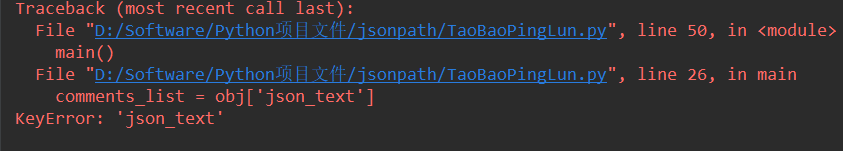 Traceback (most recent call last):
  File "D:/Software/Python项目文件/jsonpath/TaoBaoPingLun.py", line 50, in <module>
    main()
  File "D:/Software/Python项目文件/jsonpath/TaoBaoPingLun.py", line 26, in main
    comments_list = obj['json_text']
KeyError: 'json_text'